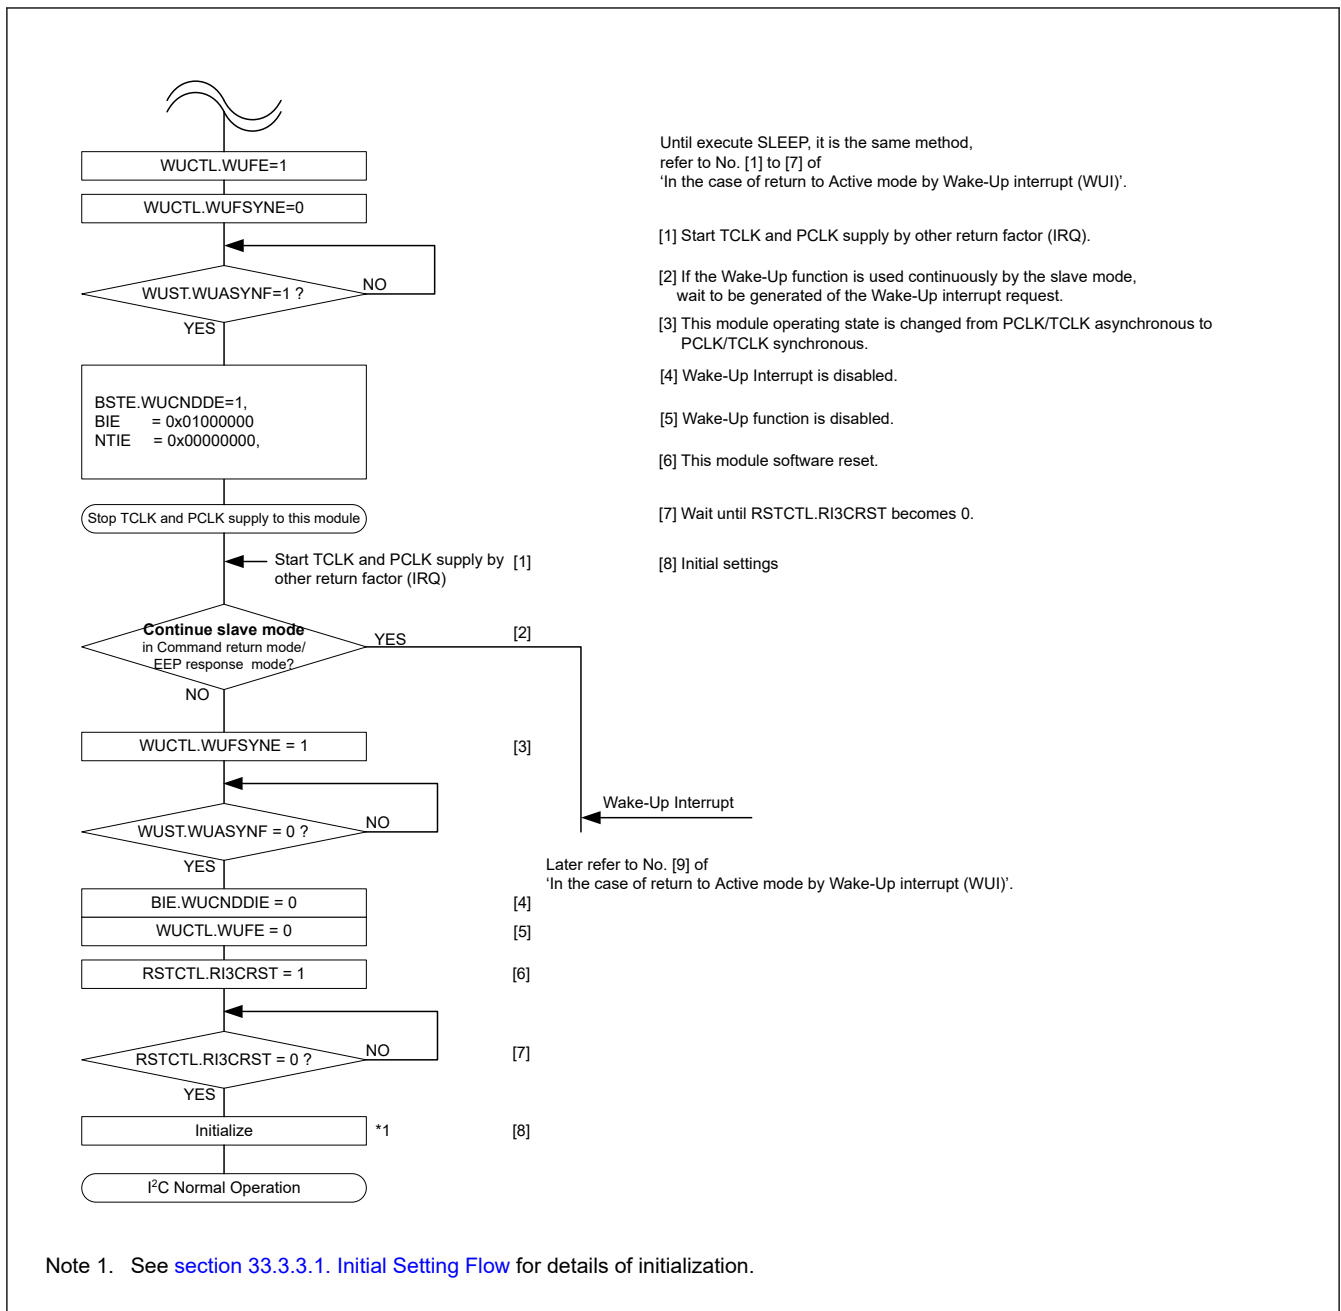 WUCTL.WUFE=1
WUCTL.WUFSYNE=0
WUST.WUASYNF=1 ?
NO
YES
BSTE.WUCNDDE=1,
BIE = 0x01000000
NTIE = 0x00000000,
Stop TCLK and PCLK supply to this module
Start TCLK and PCLK supply by [1]
other return factor (IRQ)
Continue slave mode
in Command return mode/
EEP response mode?
YES
[2]
NO
WUCTL.WUFSYNE = 1
[3]
WUST.WUASYNF = 0 ?
NO
YES
Wake-Up Interrupt
Later refer to No. [9] of
‘In the case of return to Active mode by Wake-Up interrupt (WUI)’.
BIE.WUCNDDIE = 0
[4]
WUCTL.WUFE = 0
[5]
RSTCTL.RI3CRST = 1
[6]
RSTCTL.RI3CRST = 0 ?
NO
[7]
YES
Initialize
*1
[8]
I²C Normal Operation
Until execute SLEEP, it is the same method,
refer to No. [1] to [7] of
‘In the case of return to Active mode by Wake-Up interrupt (WUI)’.
[1] Start TCLK and PCLK supply by other return factor (IRQ).
[2] If the Wake-Up function is used continuously by the slave mode,
wait to be generated of the Wake-Up interrupt request.
[3] This module operating state is changed from PCLK/TCLK asynchronous to
PCLK/TCLK synchronous.
[4] Wake-Up Interrupt is disabled.
[5] Wake-Up function is disabled.
[6] This module software reset.
[7] Wait until RSTCTL.RI3CRST becomes 0.
[8] Initial settings
Note 1. See section 33.3.3.1. Initial Setting Flow for details of initialization.